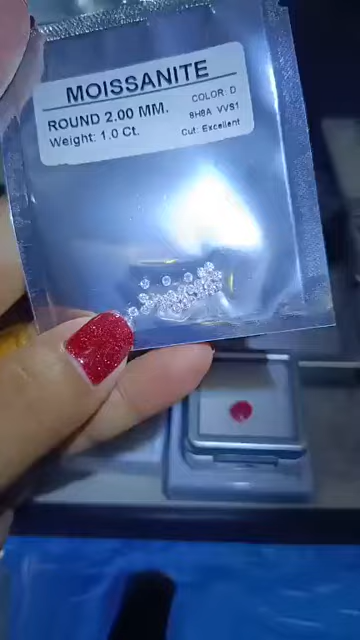 MOISSANITE
ROUND 2.00 MM.
COLOR: D
Weight: 1.0 Ct.
8H8A VVS1
Cut: Excellent